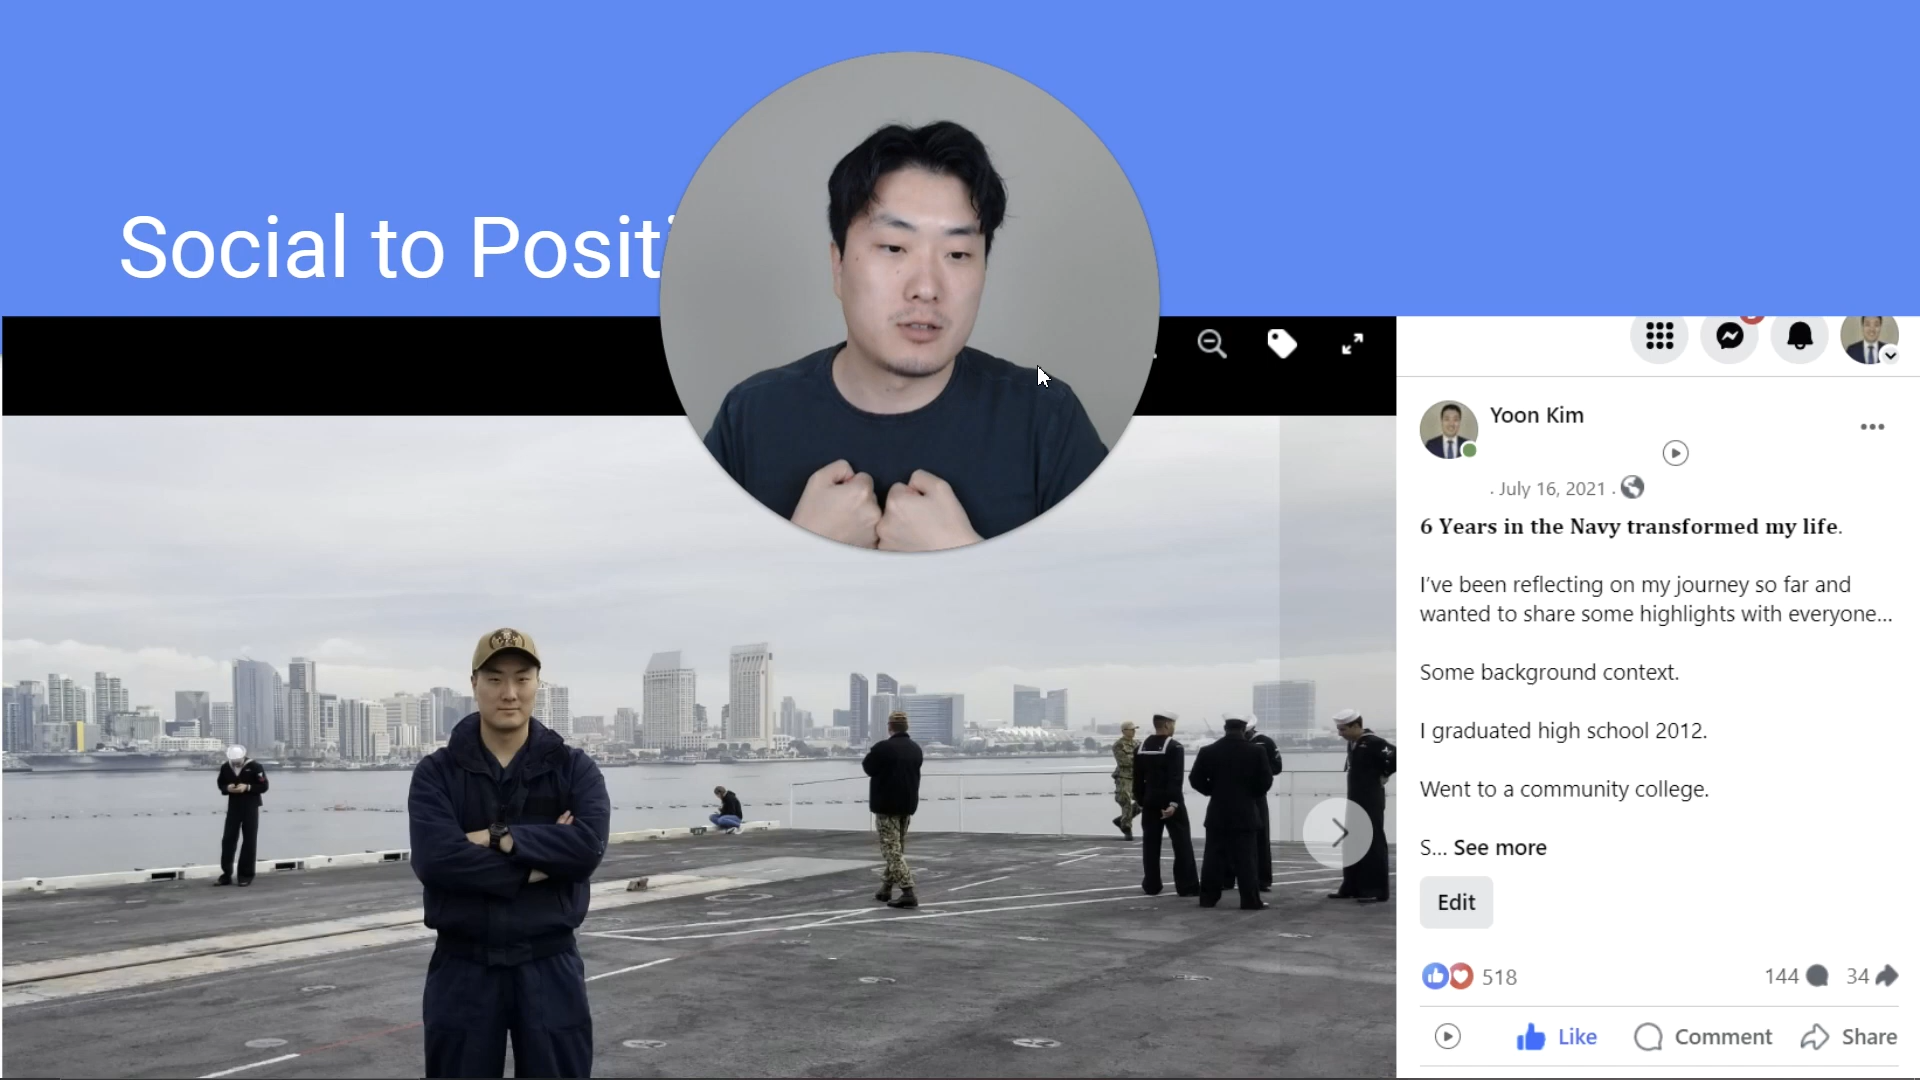 Social to Positi
Yoon Kim
. July 16, 2021 .
6 Years in the Navy transformed my life.
I've been reflecting on my journey so far and
wanted to share some highlights with everyone...
Some background context.
I graduated high school 2012.
Went to a community college.
S... See more
Edit
518
144
34
Like
Comment
Share